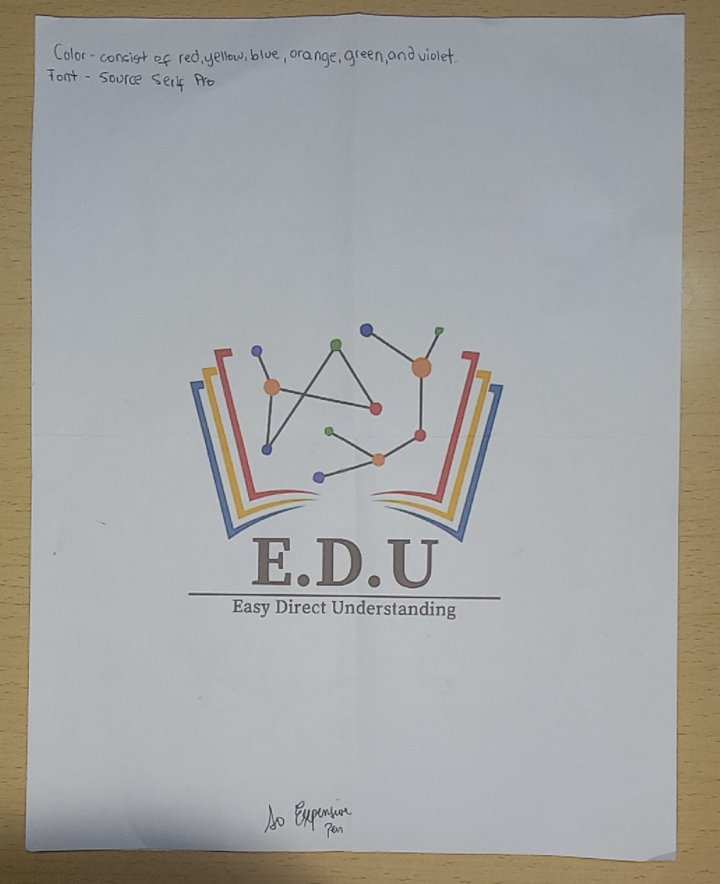 Color - consist of red, yellow, blue, orange, green, and violet.
Font - Source Serif Pro
E.D.U
Easy Direct Understanding
So Expensive
Pen